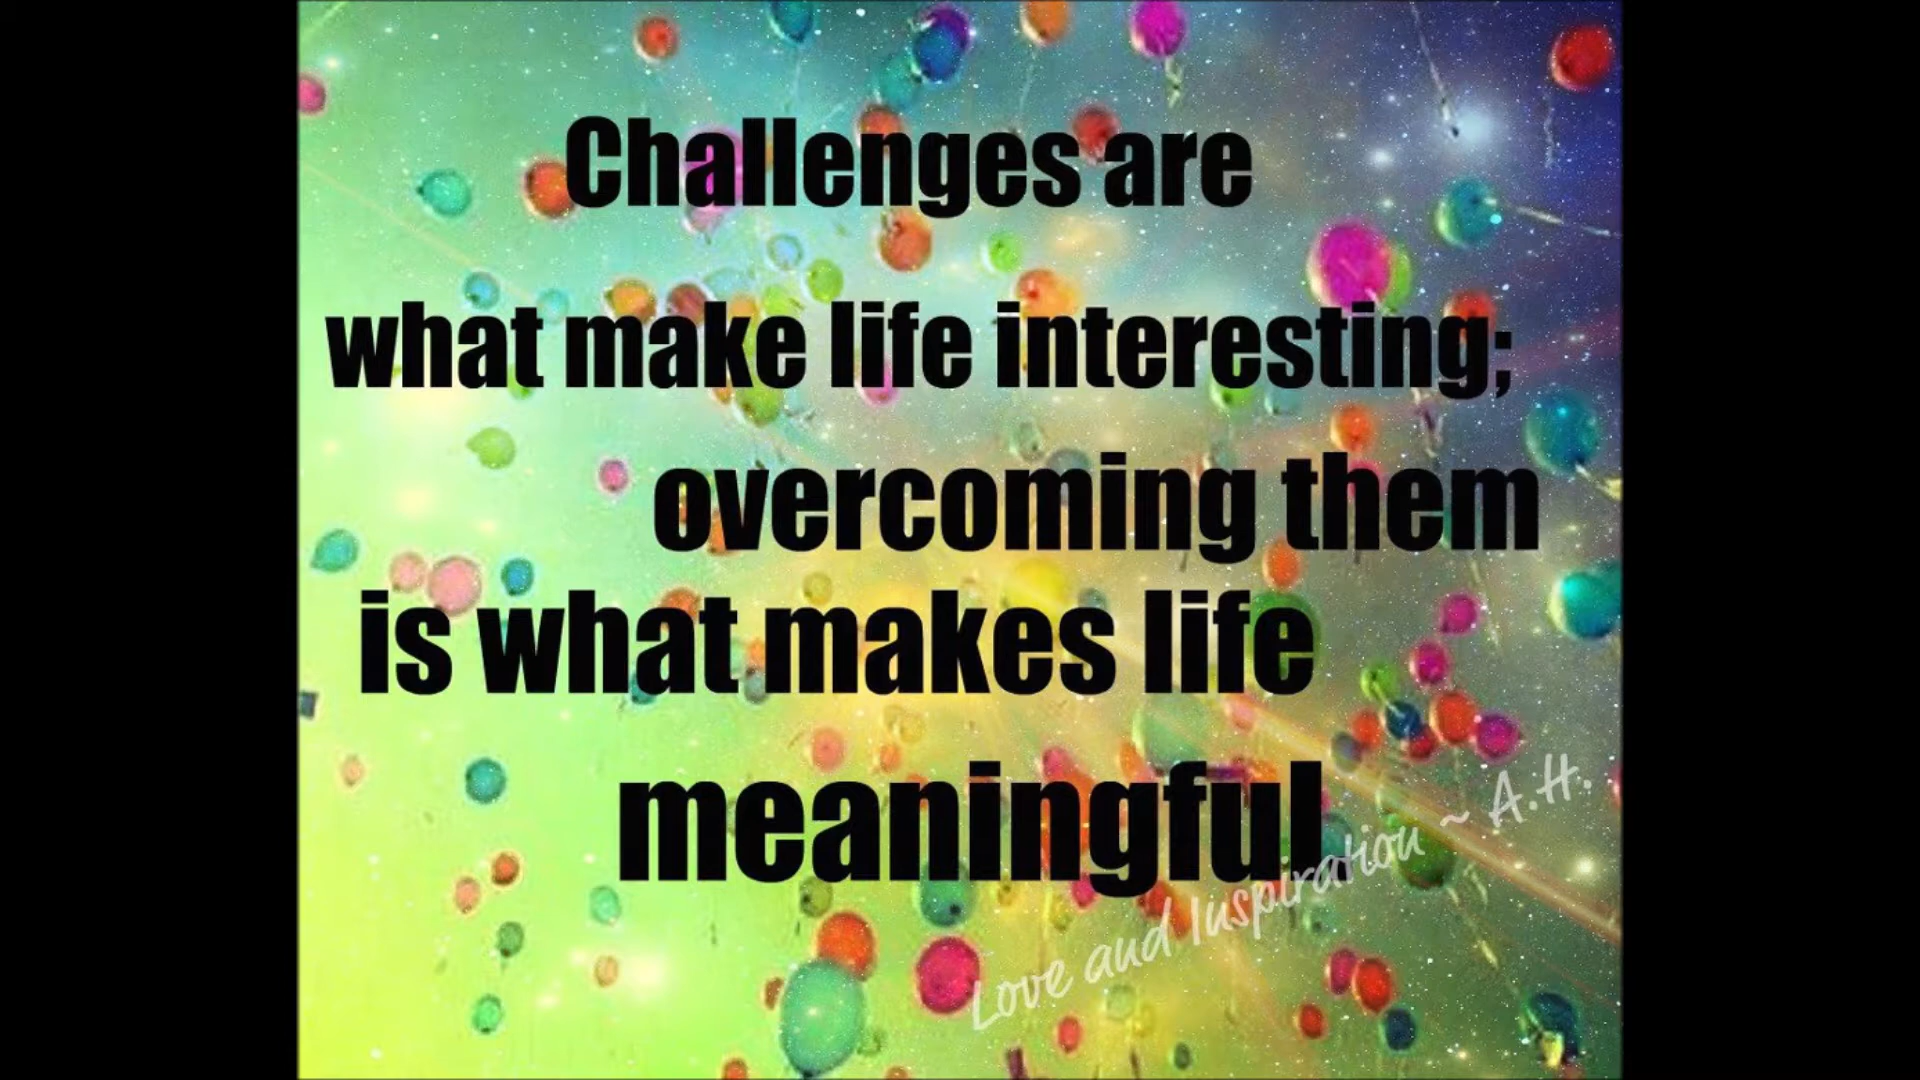 Challenges are
what make life interesting;
overcoming them
is what makes life
meaningful
Love and Inspiration ~ A.H.